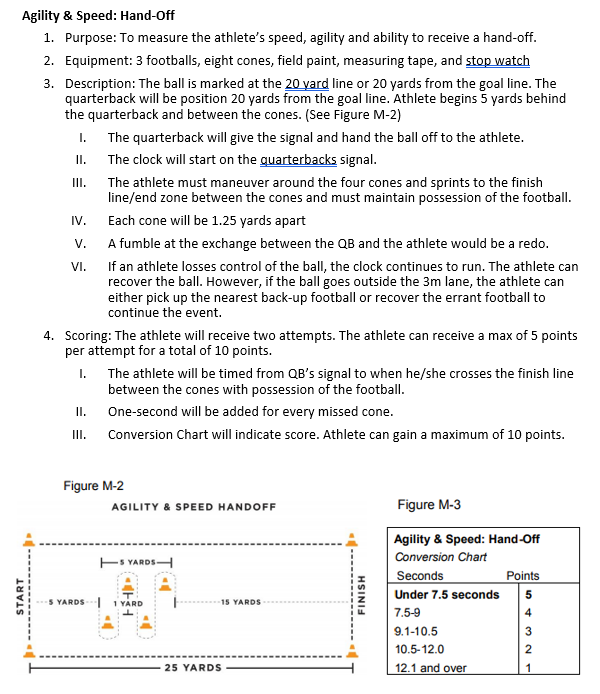 Agility & Speed: Hand-Off
1. Purpose: To measure the athlete's speed, agility and ability to receive a hand-off.
2. Equipment: 3 footballs, eight cones, field paint, measuring tape, and stop watch
3. Description: The ball is marked at the 20 yard line or 20 yards from the goal line. The
quarterback will be position 20 yards from the goal line. Athlete begins 5 yards behind
the quarterback and between the cones. (See Figure M-2)
I. The quarterback will give the signal and hand the ball off to the athlete.
II. The clock will start on the quarterbacks signal.
III. The athlete must maneuver around the four cones and sprints to the finish
line/end zone between the cones and must maintain possession of the football.
IV. Each cone will be 1.25 yards apart
V. A fumble at the exchange between the QB and the athlete would be a redo.
VI. If an athlete losses control of the ball, the clock continues to run. The athlete can
recover the ball. However, if the ball goes outside the 3m lane, the athlete can
either pick up the nearest back-up football or recover the errant football to
continue the event.
4. Scoring: The athlete will receive two attempts. The athlete can receive a max of 5 points
per attempt for a total of 10 points.
I. The athlete will be timed from QB's signal to when he/she crosses the finish line
between the cones with possession of the football.
II. One-second will be added for every missed cone.
III. Conversion Chart will indicate score. Athlete can gain a maximum of 10 points.
Figure M-2
AGILITY & SPEED HANDOFF
5 YARDS
START
5 YARDS
1 YARD
15 YARDS
FINISH
25 YARDS
Figure M-3
Agility & Speed: Hand-Off
Conversion Chart
Seconds Points
Under 7.5 seconds 5
7.5-9 4
9.1-10.5 3
10.5-12.0 2
12.1 and over 1